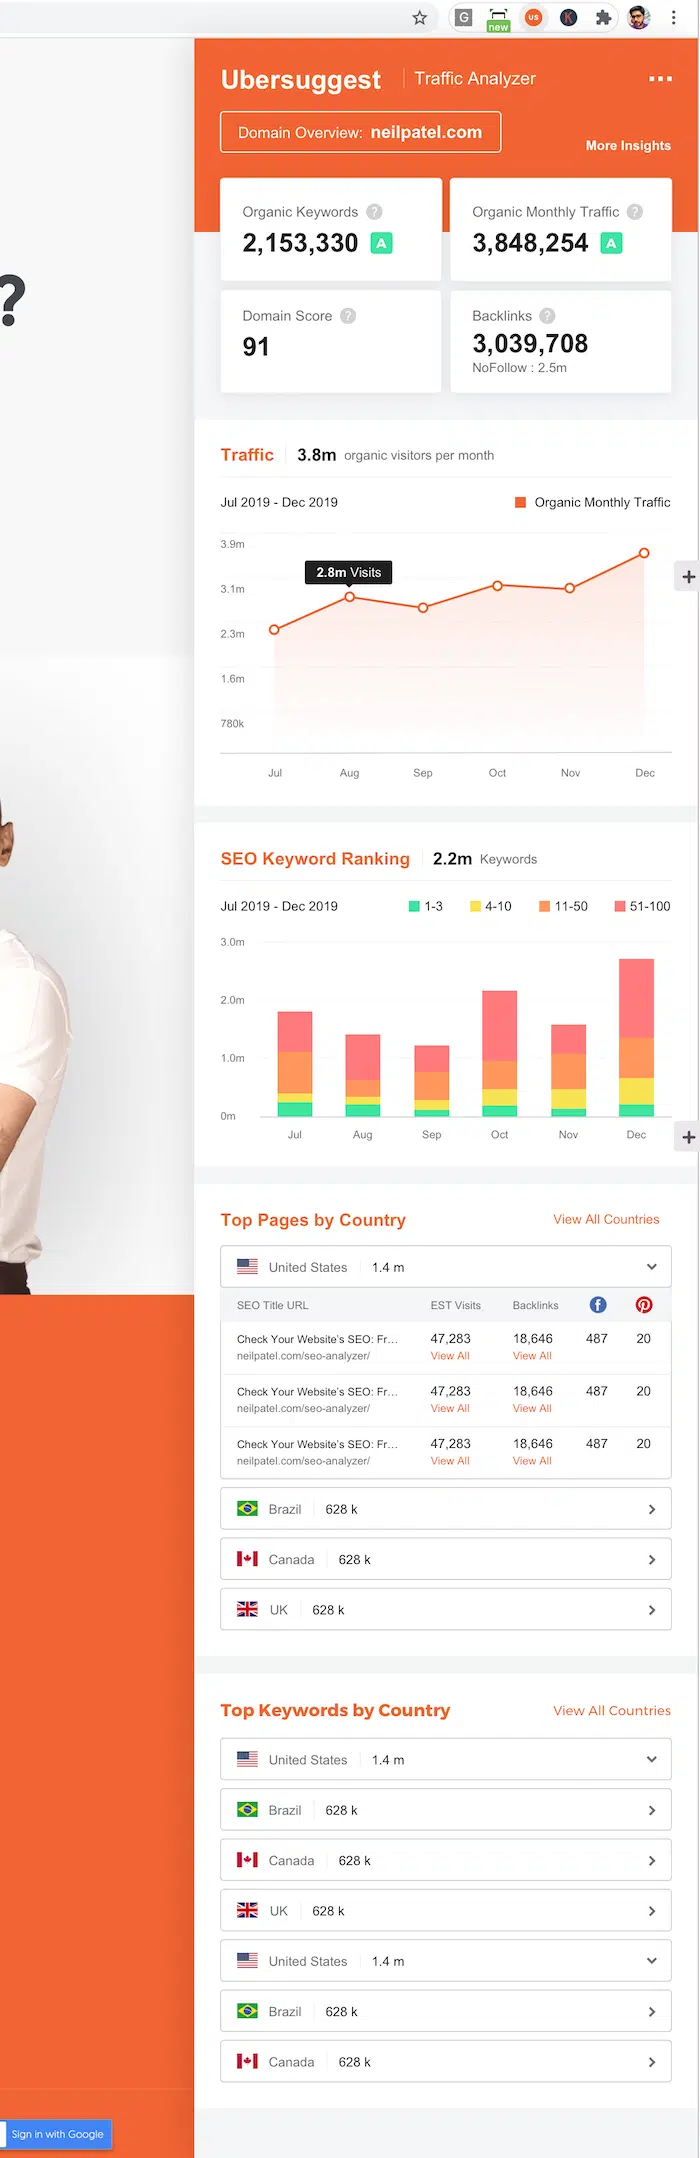 G
new
US
K
Ubersuggest
Traffic Analyzer
Domain Overview: neilpatel.com
More Insights
Organic Keywords ?
2,153,330 A
Organic Monthly Traffic ?
3,848,254 A
Domain Score ?
91
Backlinks ?
3,039,708
NoFollow : 2.5m
?
Traffic 3.8m organic visitors per month
Jul 2019 - Dec 2019 Organic Monthly Traffic
3.9m
2.8m Visits
3.1m
2.3m
1.6m
780k
Jul Aug Sep Oct Nov Dec
SEO Keyword Ranking 2.2m Keywords
Jul 2019 - Dec 2019 1-3 4-10 11-50 51-100
3.0m
2.0m
1.0m
0m
Jul Aug Sep Oct Nov Dec
Top Pages by Country View All Countries
United States 1.4 m
SEO Title URL EST Visits Backlinks f
Check Your Website's SEO: Fr... 47,283 18,646 487 20
neilpatel.com/seo-analyzer/ View All View All
Check Your Website's SEO: Fr... 47,283 18,646 487 20
neilpatel.com/seo-analyzer/ View All View All
Check Your Website's SEO: Fr... 47,283 18,646 487 20
neilpatel.com/seo-analyzer/ View All View All
Brazil 628 k
Canada 628 k
UK 628 k
Top Keywords by Country View All Countries
United States 1.4 m
Brazil 628 k
Canada 628 k
UK 628 k
United States 1.4 m
Brazil 628 k
Canada 628 k
Sign in with Google